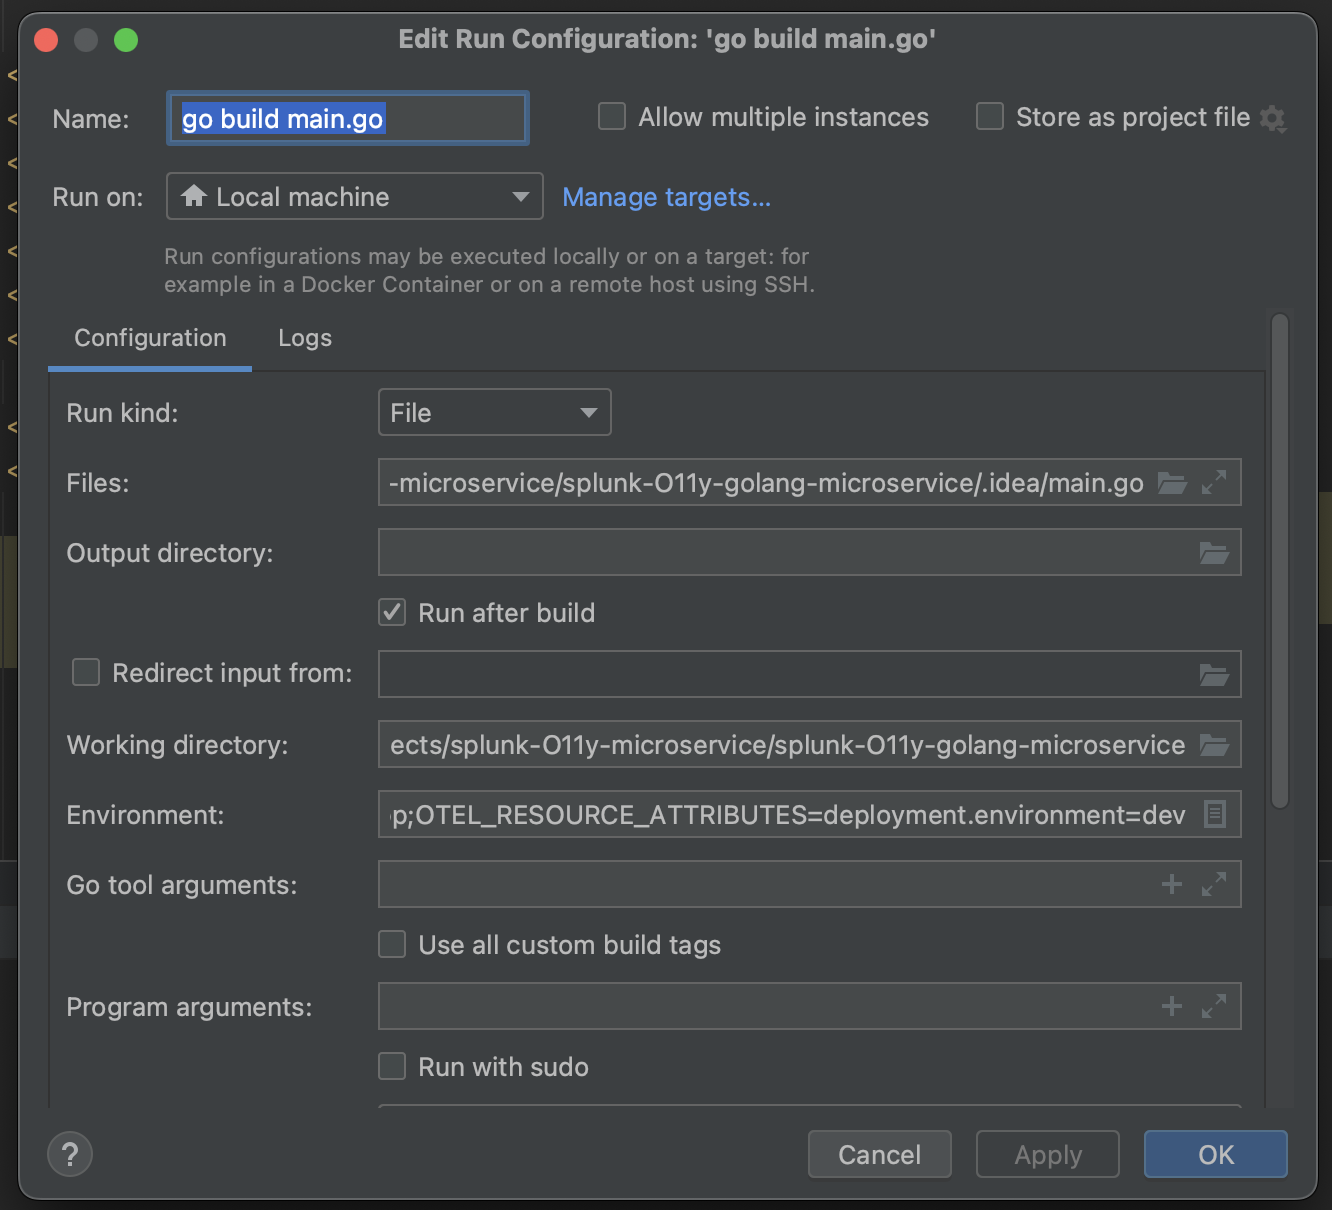 Edit Run Configuration: 'go build main.go'
Name: go build main.go Allow multiple instances Store as project file
Run on: Local machine Manage targets...
Run configurations may be executed locally or on a target: for
example in a Docker Container or on a remote host using SSH.
Configuration Logs
Run kind: File
Files: -microservice/splunk-O11y-golang-microservice/.idea/main.go
Output directory:
Run after build
Redirect input from:
Working directory: ects/splunk-O11y-microservice/splunk-O11y-golang-microservice
Environment: p;OTEL_RESOURCE_ATTRIBUTES=deployment.environment=dev
Go tool arguments:
Use all custom build tags
Program arguments:
Run with sudo
? Cancel Apply OK